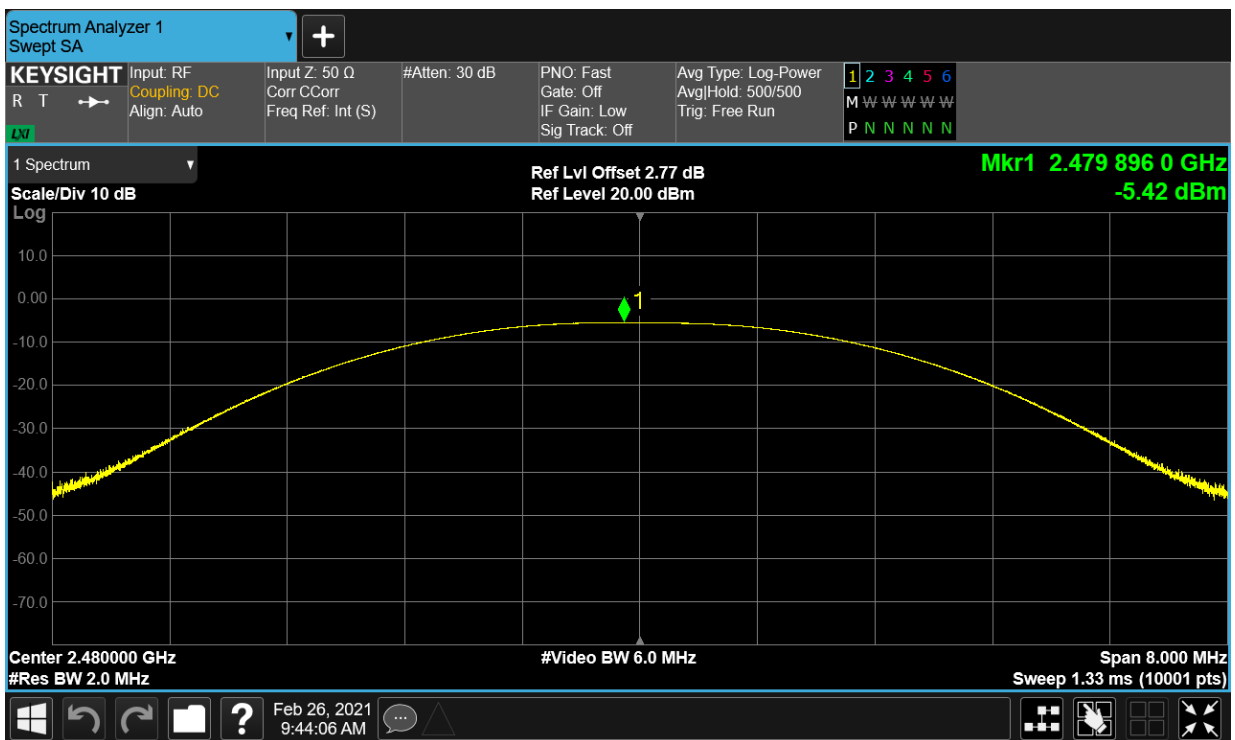 Spectrum Analyzer 1
Swept SA
KEYSIGHT
R T
LXI
Input: RF
Coupling: DC
Align: Auto
Input Z: 50 Ω
Corr CCorr
Freq Ref: Int (S)
#Atten: 30 dB
PNO: Fast
Gate: Off
IF Gain: Low
Sig Track: Off
Avg Type: Log-Power
Avg|Hold: 500/500
Trig: Free Run
1 2 3 4 5 6
M W W W W W
P N N N N N
1 Spectrum
Scale/Div 10 dB
Log
Ref Lvl Offset 2.77 dB
Ref Level 20.00 dBm
Mkr1 2.479 896 0 GHz
-5.42 dBm
10.0
0.00
1
-10.0
-20.0
-30.0
-40.0
-50.0
-60.0
-70.0
Center 2.480000 GHz
#Res BW 2.0 MHz
#Video BW 6.0 MHz
Span 8.000 MHz
Sweep 1.33 ms (10001 pts)
?
Feb 26, 2021
9:44:06 AM